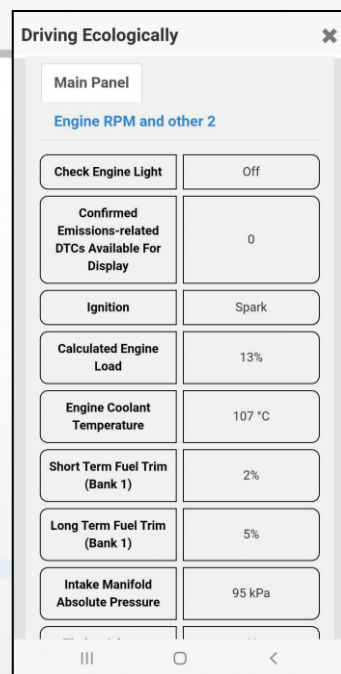 Driving Ecologically
Main Panel
Engine RPM and other 2
Check Engine Light
Off
Confirmed
Emissions-related
DTCs Available For
Display
0
Ignition
Spark
Calculated Engine
Load
13%
Engine Coolant
Temperature
107 °C
Short Term Fuel Trim
(Bank 1)
2%
Long Term Fuel Trim
(Bank 1)
5%
Intake Manifold
Absolute Pressure
95 kPa